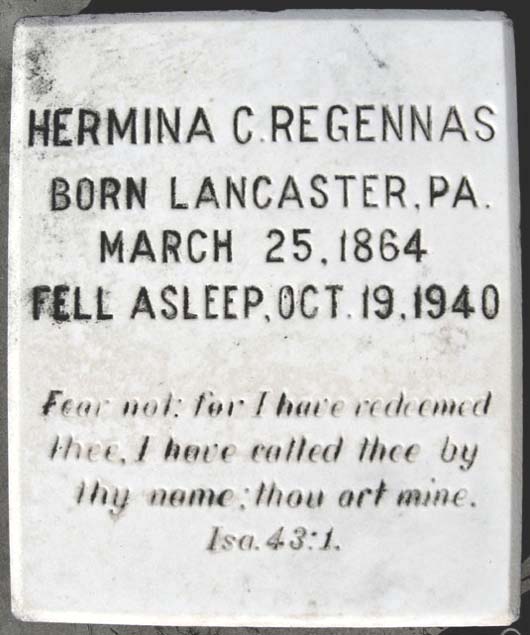 HERMINA C. REGENNAS
BORN LANCASTER, PA.
MARCH 25, 1864
FELL ASLEEP, OCT. 19, 1940
Fear not: for I have redeemed
thee, I have called thee by
thy name; thou art mine.
Isa. 43:1.